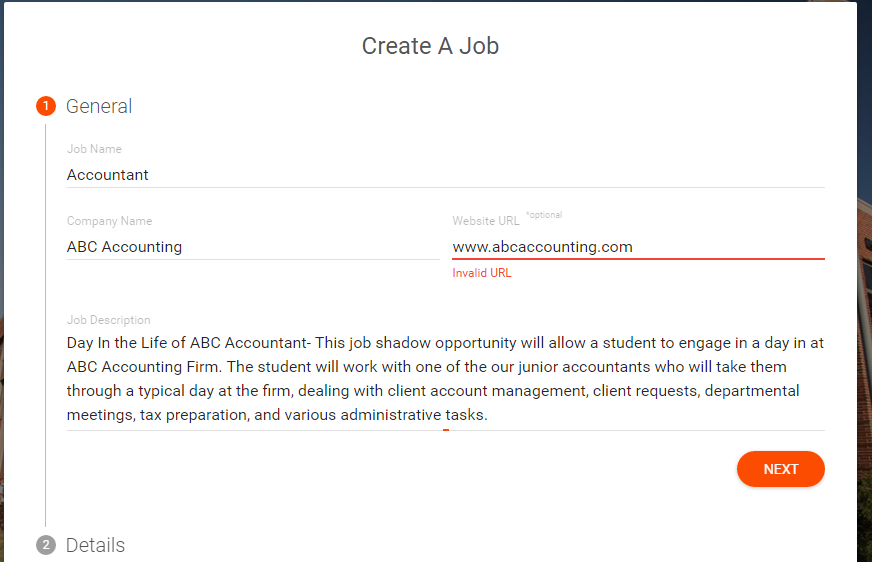 Create A Job
1 General
Job Name
Accountant
Company Name
Website URL *optional
ABC Accounting
www.abcaccounting.com
Invalid URL
Job Description
Day In the Life of ABC Accountant- This job shadow opportunity will allow a student to engage in a day in at
ABC Accounting Firm. The student will work with one of the our junior accountants who will take them
through a typical day at the firm, dealing with client account management, client requests, departmental
meetings, tax preparation, and various administrative tasks.
NEXT
2 Details